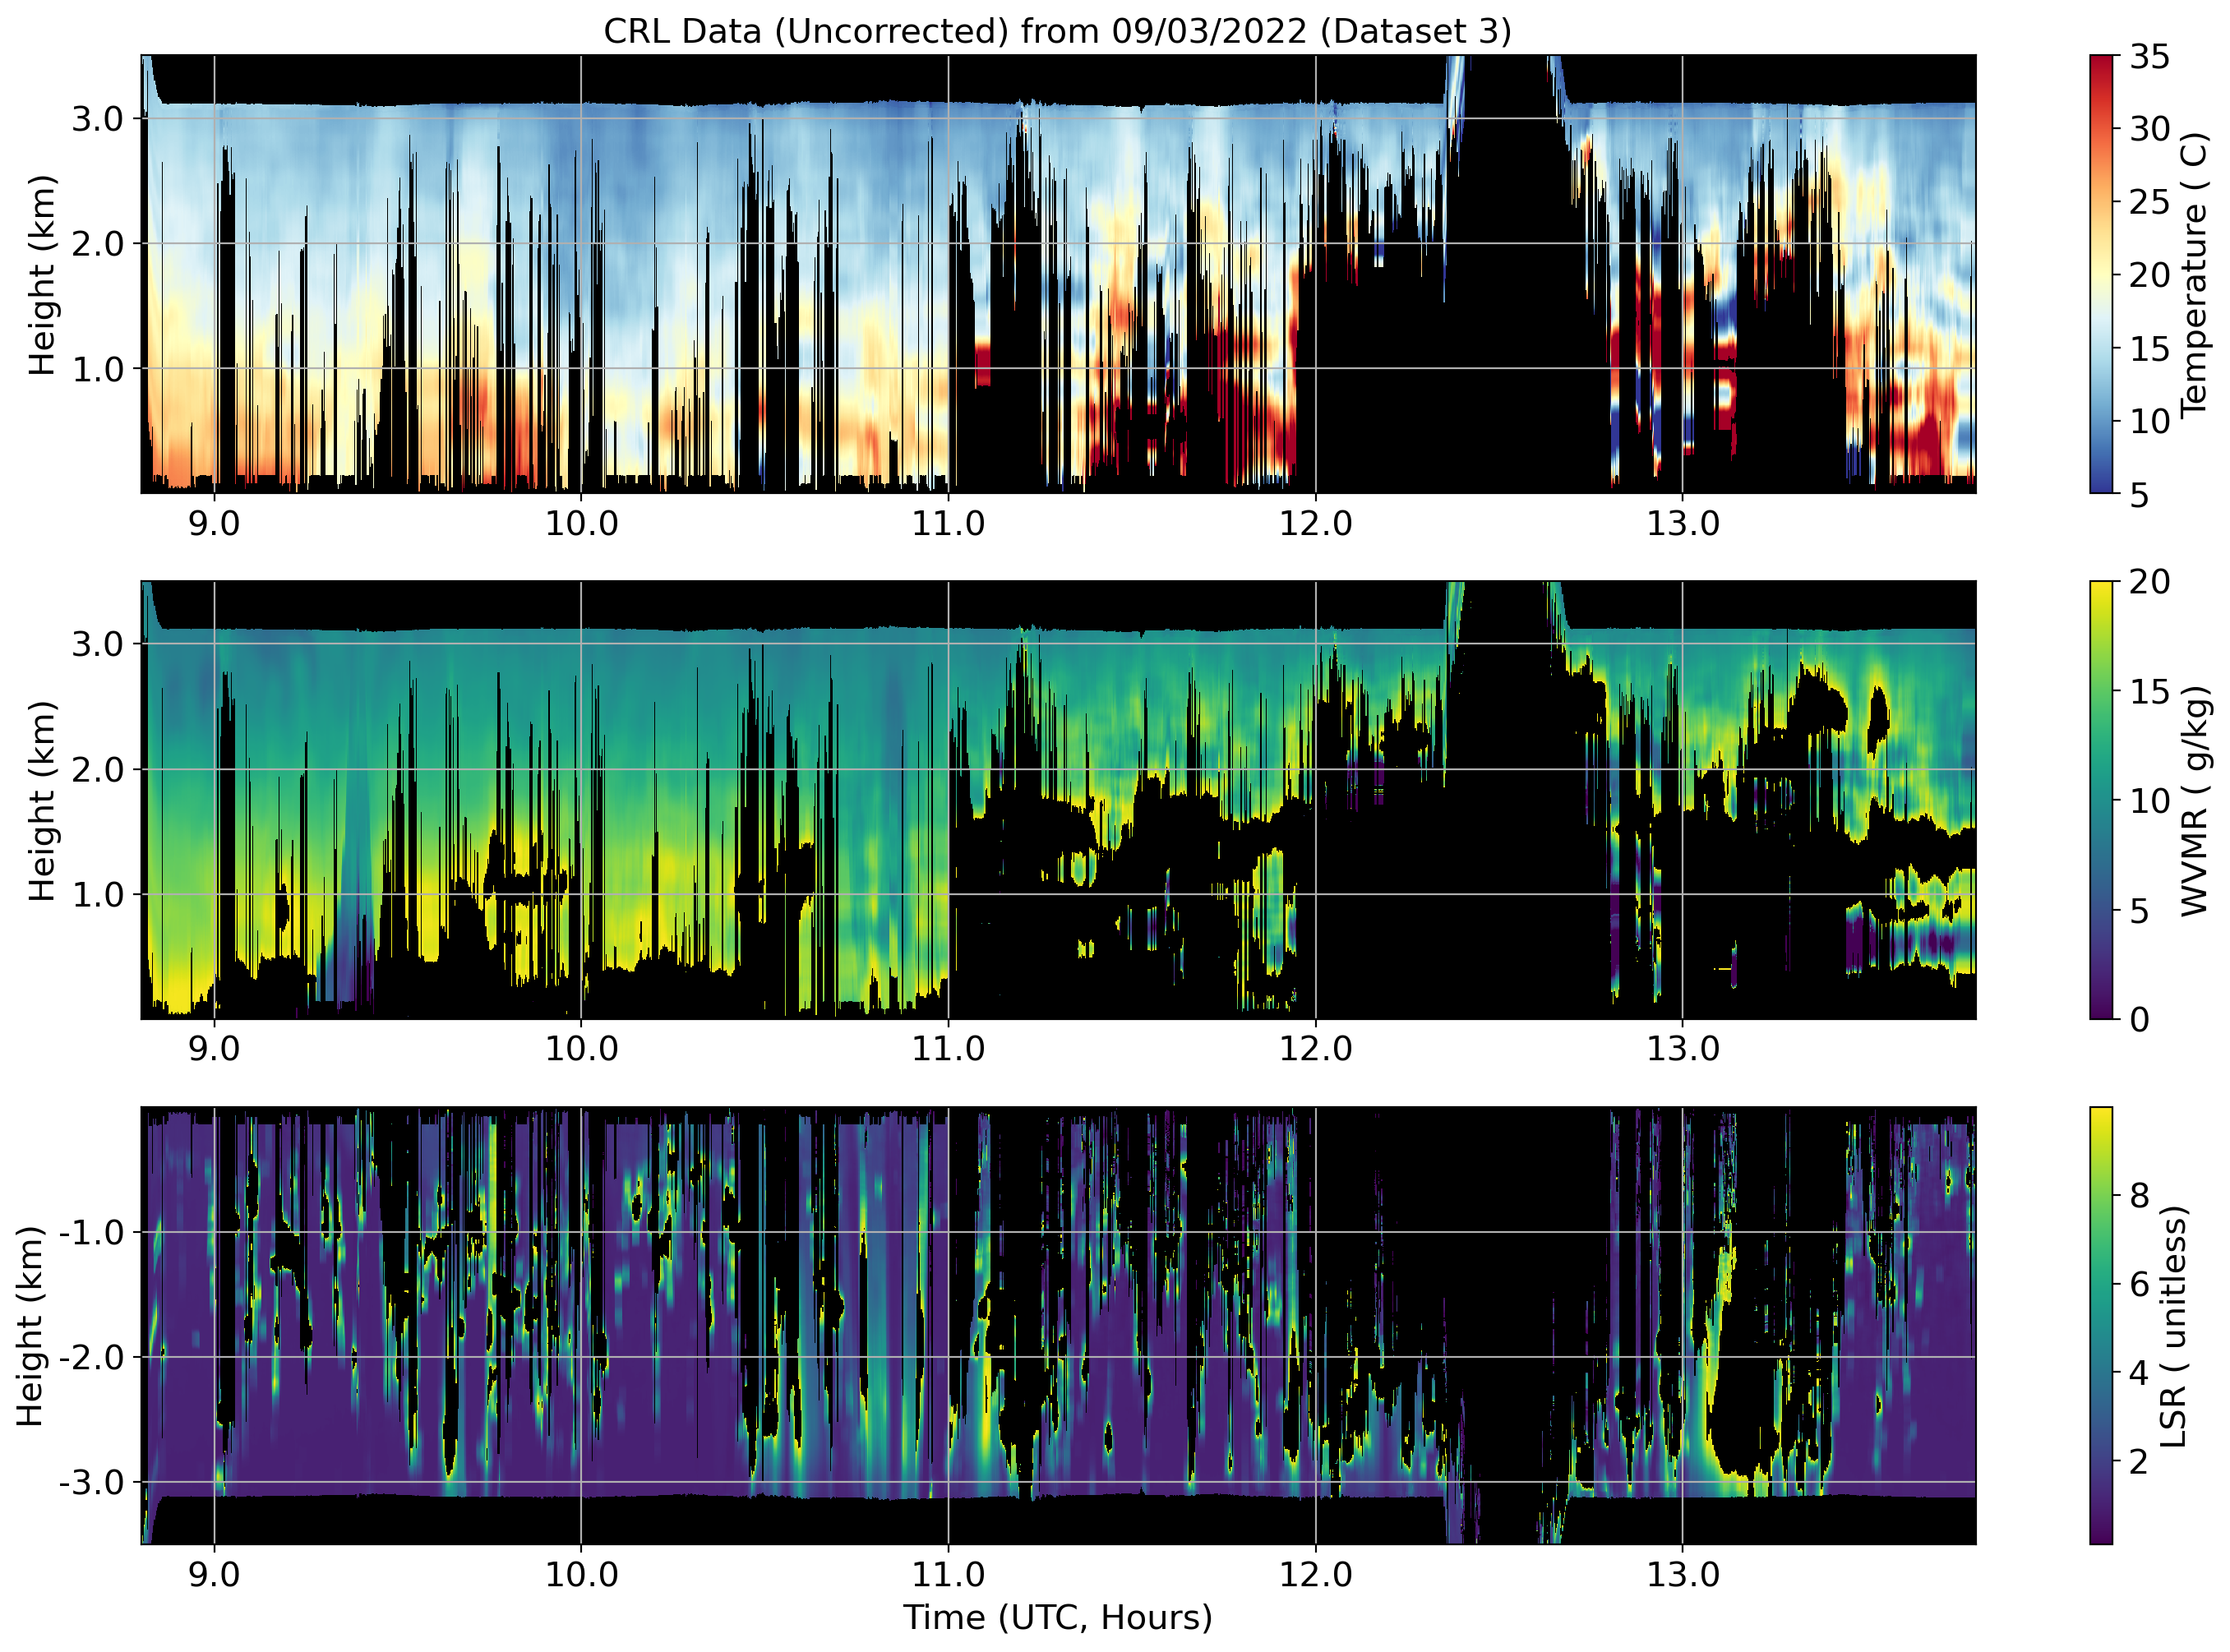 CRL Data (Uncorrected) from 09/03/2022 (Dataset 3)
Height (km)
3.0
2.0
1.0
9.0 10.0 11.0 12.0 13.0
35
30
25
20
15
10
5
Temperature ( C)
Height (km)
3.0
2.0
1.0
9.0 10.0 11.0 12.0 13.0
20
15
10
5
0
WVMR ( g/kg)
Height (km)
-1.0
-2.0
-3.0
9.0 10.0 11.0 12.0 13.0
Time (UTC, Hours)
8
6
4
2
LSR ( unitless)